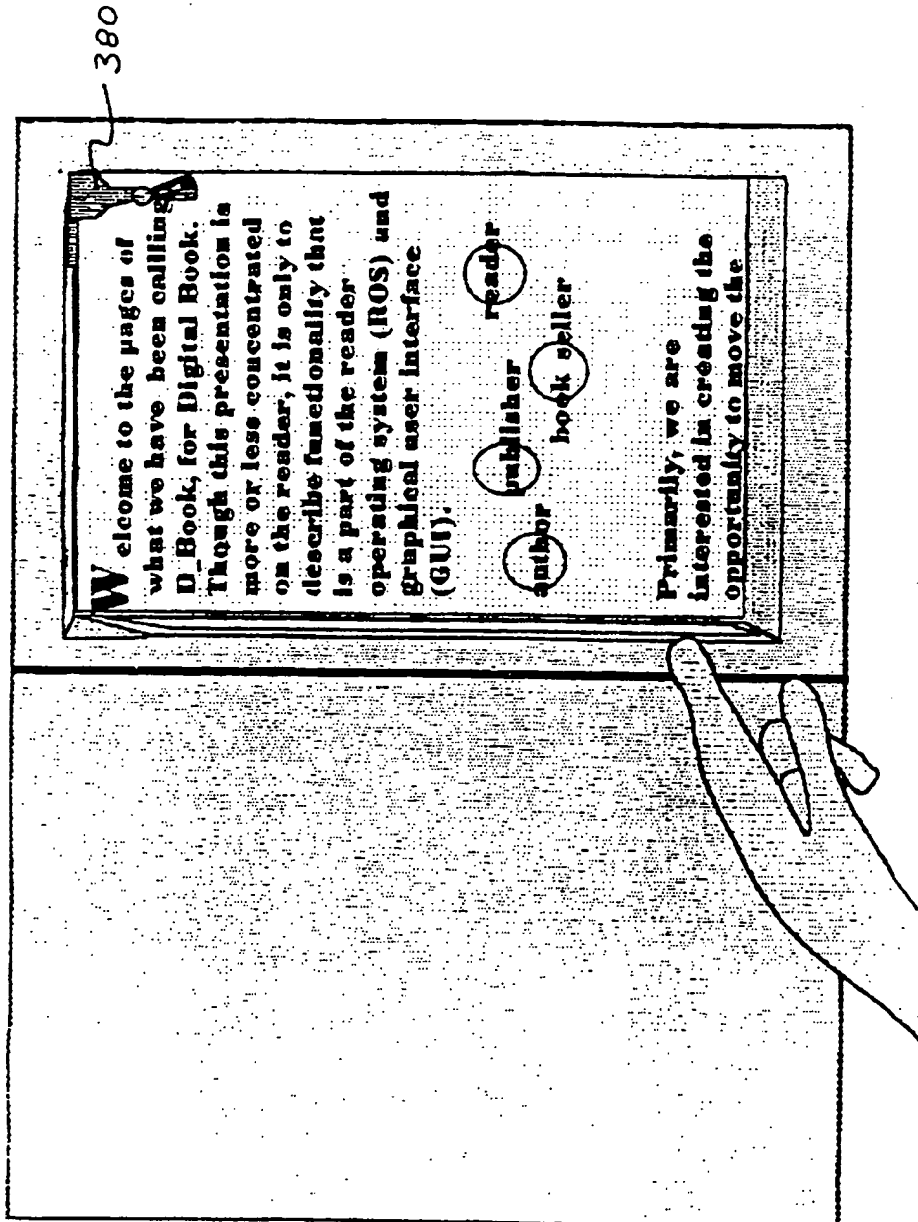 380
Welcome to the pages of
what we have been callling
D_Book, for Digital Book.
Though this presentation is
more or less concentrated
on the reader, it is only to
describe functionality that
is a part of the reader
operating system (ROS) and
graphical user interface
(GUI).
author publisher reader
book seller
Primarily, we are
interested in creating the
opportunity to move the